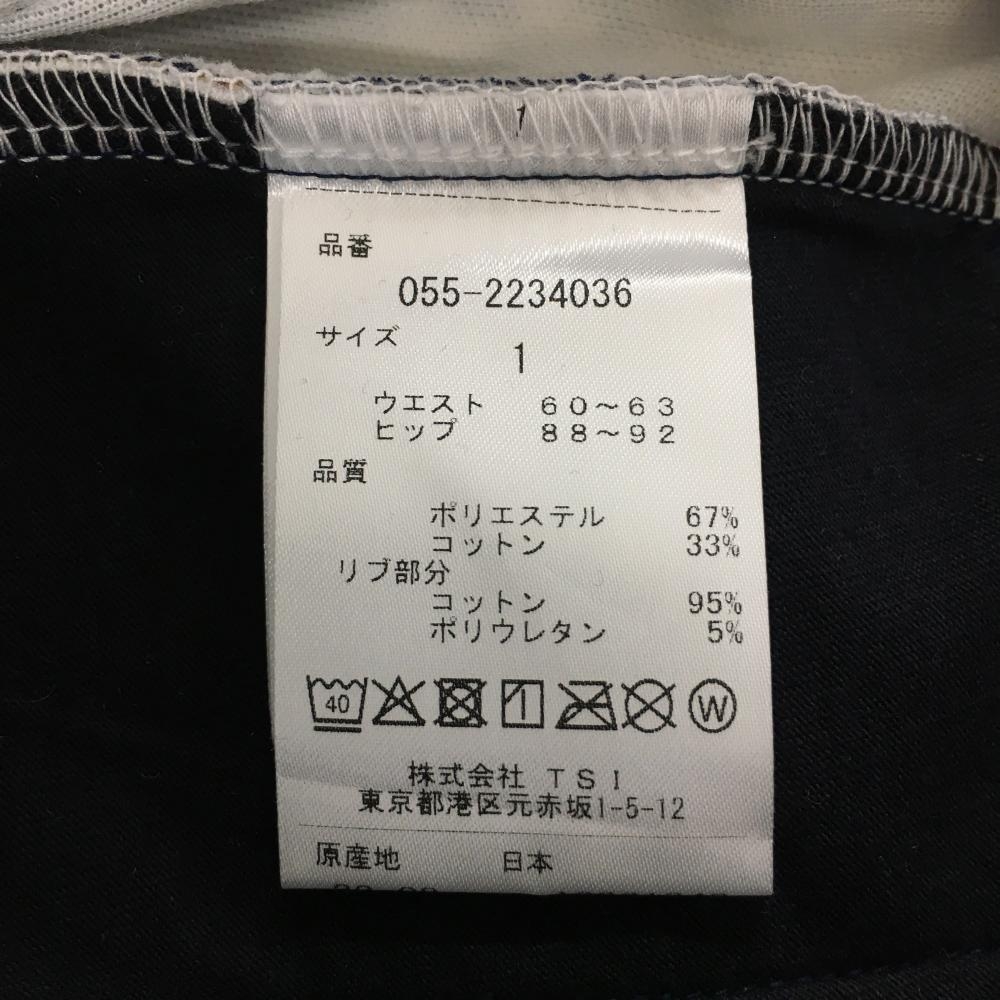 1
品番
055-2234036
サイズ
1
ウエスト 60～63
ヒップ 88～92
品質
ポリエステル 67%
コットン 33%
リブ部分
コットン 95%
ポリウレタン 5%
40 W
株式会社 TSI
東京都港区元赤坂1-5-12
原産地 日本